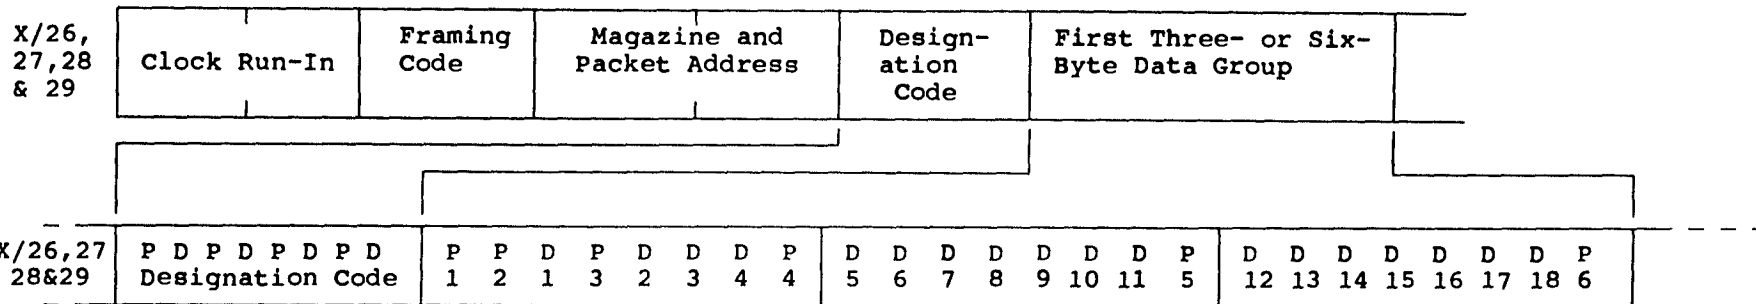 X/26,
27,28
& 29
Clock Run-In
Framing
Code
Magazine and
Packet Address
Design-
ation
Code
First Three- or Six-
Byte Data Group
X/26,27
28&29
P D P D P D P D
Designation Code
P P D P D D D P
1 2 1 3 2 3 4 4
D D D D D D D P
5 6 7 8 9 10 11 5
D D D D D D D P
12 13 14 15 16 17 18 6